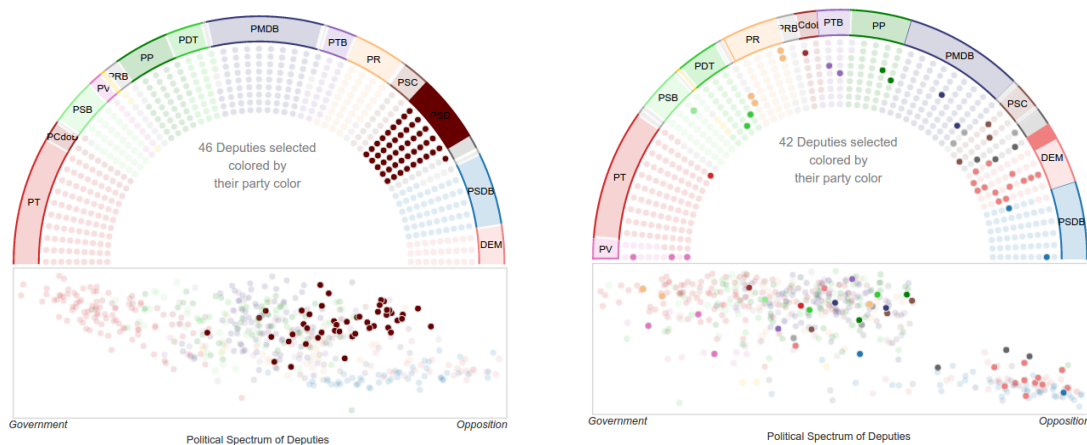 PMDB
PDT
PTB
PP
PR
PRB
PV
PSC
PSB
PSD
PCdoB
46 Deputies selected
colored by
their party color
PSDB
PT
DEM
Government
Opposition
Political Spectrum of Deputies
PTB
PP
Cdo
PRB
PR
PMDB
PDT
PSC
PSB
42 Deputies selected
colored by
their party color
DEM
PT
PSDB
PV
Government
Opposition
Political Spectrum of Deputies